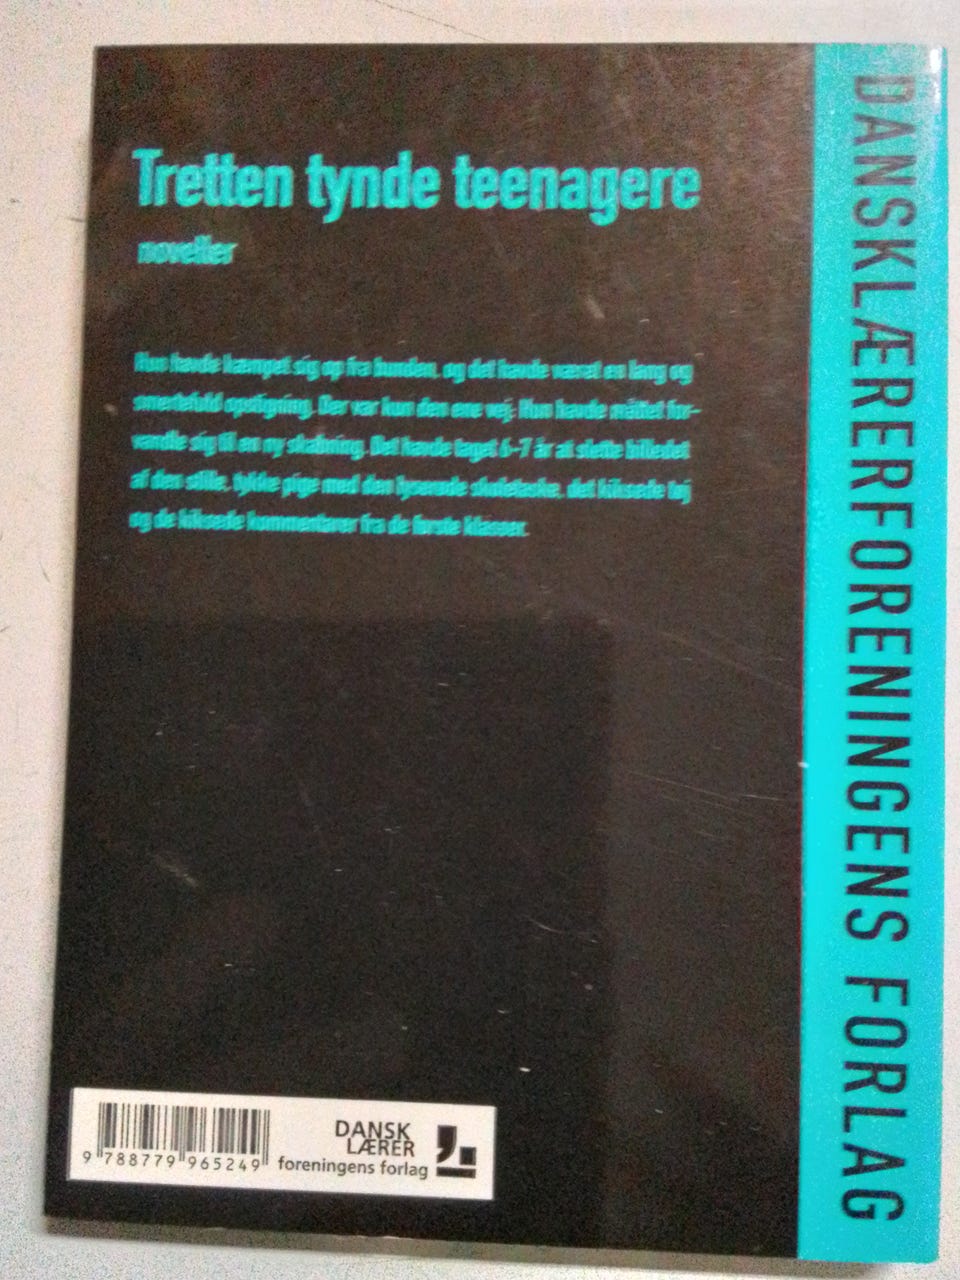 Tretten tynde teenagere
noveller
Hun havde kæmpet sig op fra bunden, og det havde været en lang og
smertefuld opstigning. Der var kun den ene vej: Hun havde måttet for-
vandle sig til en ny skabning. Det havde taget 6-7 år at slette billedet
af den stille, tykke pige med den lyserøde skoletaske, det kiksede tøj
og de kiksede kommentarer fra de første klasser.
DANSKLÆRERFORENINGENS FORLAG
9 788779 965249
DANSK
LÆRER
foreningens forlag